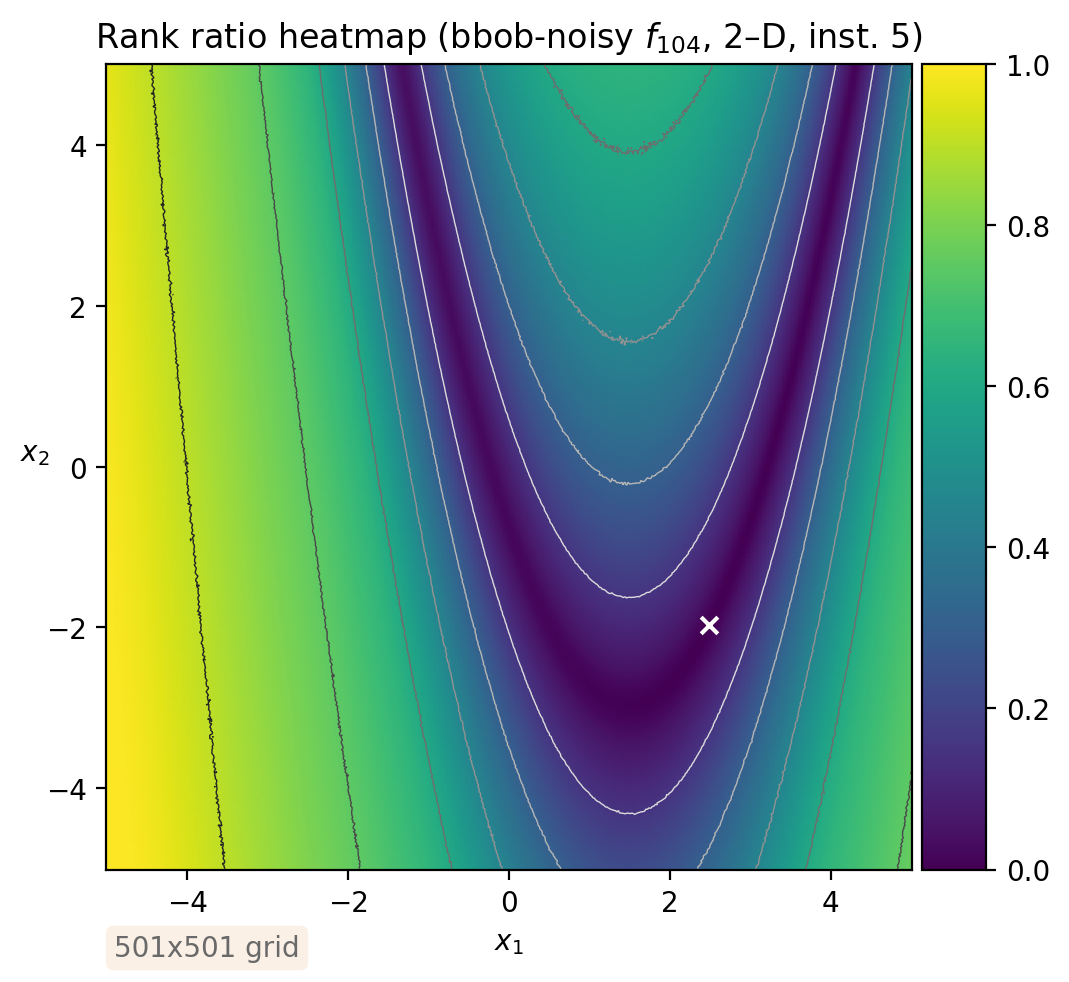 Rank ratio heatmap (bbob-noisy f₁₀₄, 2–D, inst. 5)
1.0
0.8
0.6
0.4
0.2
0.0
4
2
0
−2
−4
x₂
−4 −2 0 2 4
x₁
501x501 grid